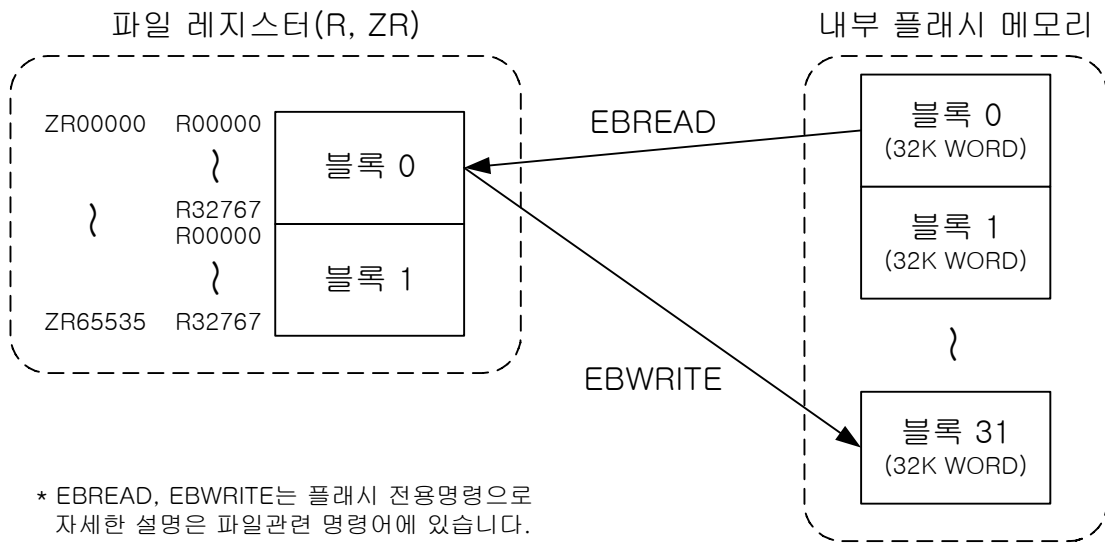 파일 레지스터(R, ZR)
내부 플래시 메모리
ZR00000 R00000
~
R32767
R00000
~
~
ZR65535 R32767
블록 0
블록 1
EBREAD
EBWRITE
블록 0
(32K WORD)
블록 1
(32K WORD)
~
블록 31
(32K WORD)
* EBREAD, EBWRITE는 플래시 전용명령으로
자세한 설명은 파일관련 명령어에 있습니다.